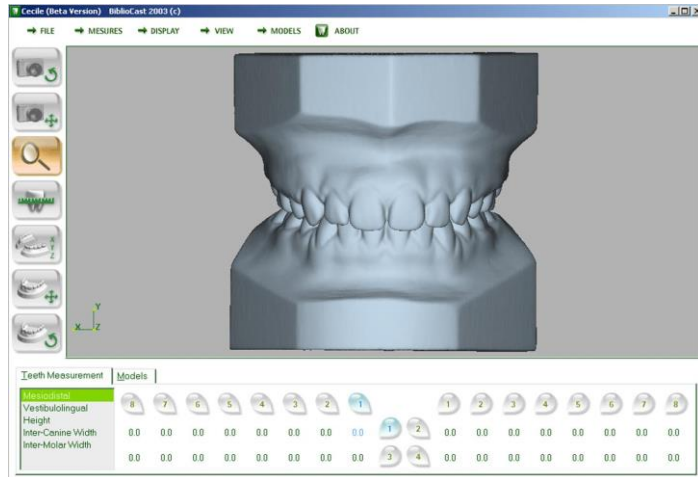 Cecile (Beta Version) BiblioCast 2003 (c)
FILE MESURES DISPLAY VIEW MODELS ABOUT
X
Y
Z
Y
X Z
Teeth Measurement Models
Mesiodistal
Vestibulolingual
Height
Inter-Canine Width
Inter-Molar Width
8 7 6 5 4 3 2 1 1 2 3 4 5 6 7 8
0.0 0.0 0.0 0.0 0.0 0.0 0.0 0.0 1 2 0.0 0.0 0.0 0.0 0.0 0.0 0.0 0.0
0.0 0.0 0.0 0.0 0.0 0.0 0.0 0.0 3 4 0.0 0.0 0.0 0.0 0.0 0.0 0.0 0.0